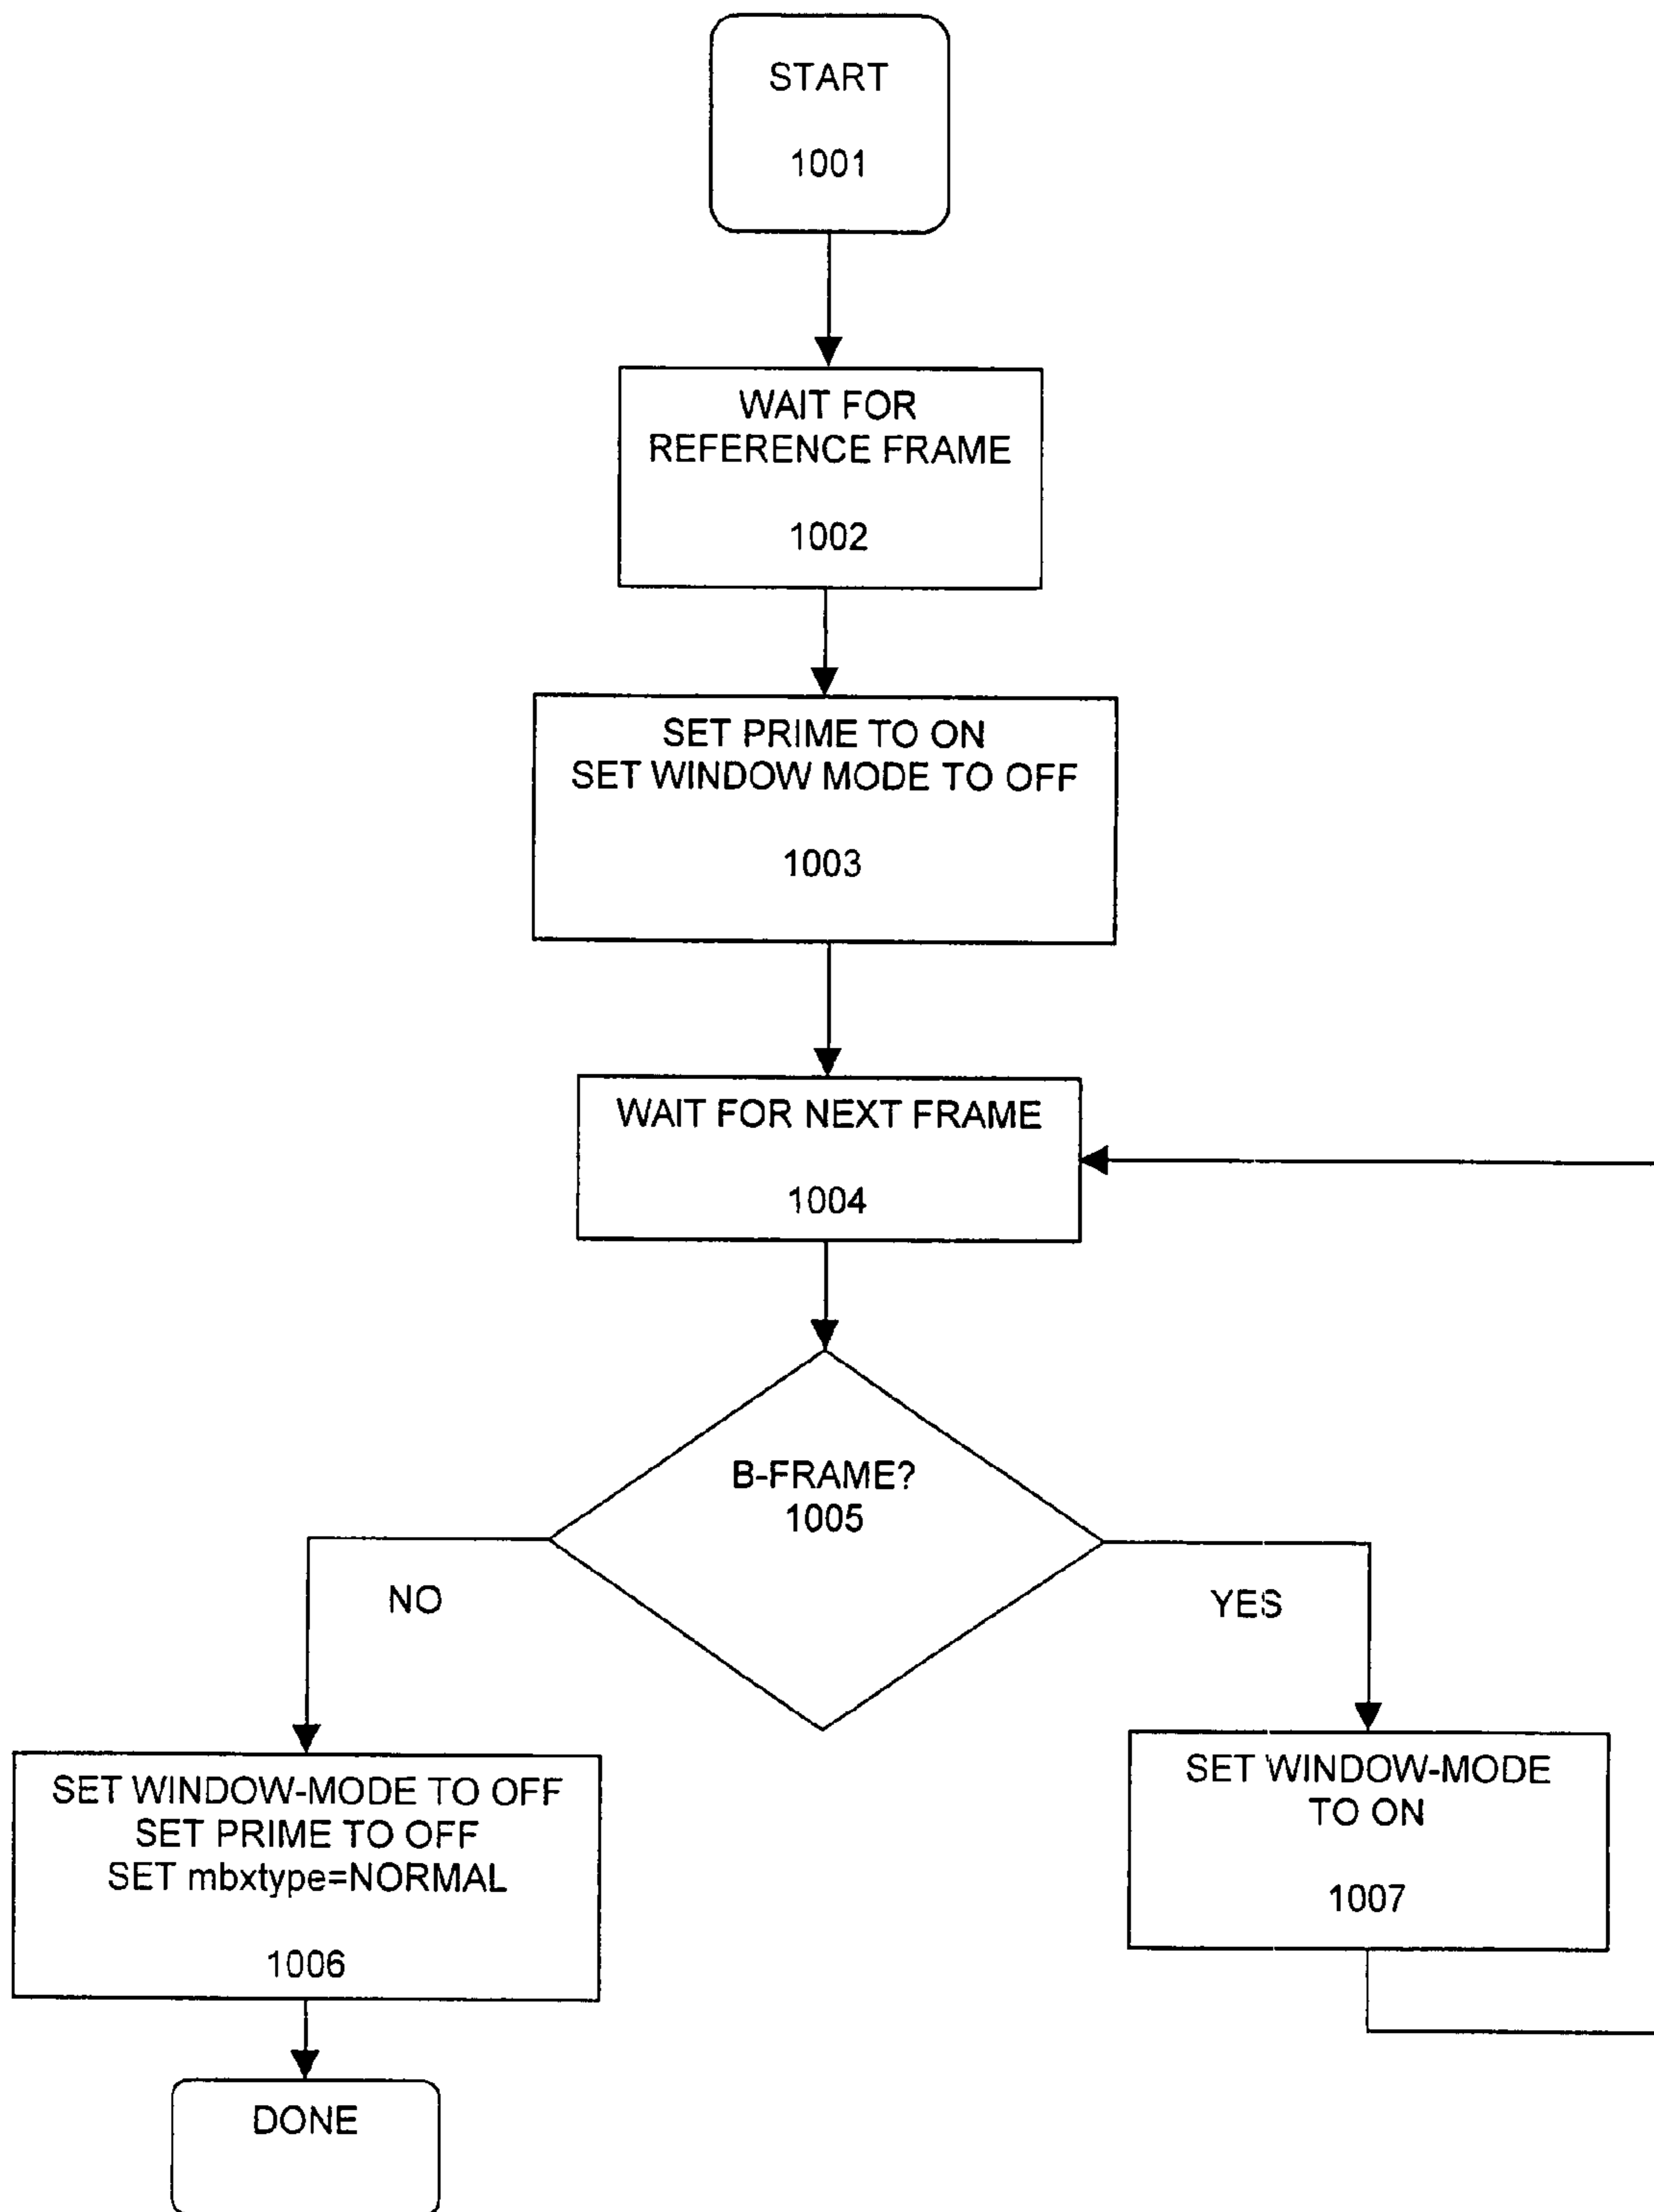 START
1001
WAIT FOR
REFERENCE FRAME
1002
SET PRIME TO ON
SET WINDOW MODE TO OFF
1003
WAIT FOR NEXT FRAME
1004
B-FRAME?
1005
NO
YES
SET WINDOW-MODE TO OFF
SET PRIME TO OFF
SET mbxtype=NORMAL
1006
SET WINDOW-MODE
TO ON
1007
DONE